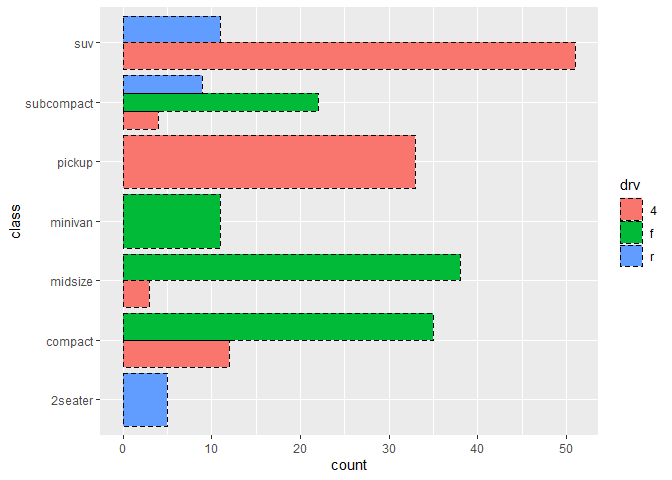 suv
subcompact
pickup
minivan
midsize
compact
2seater
class
0 10 20 30 40 50
count
drv
4
f
r